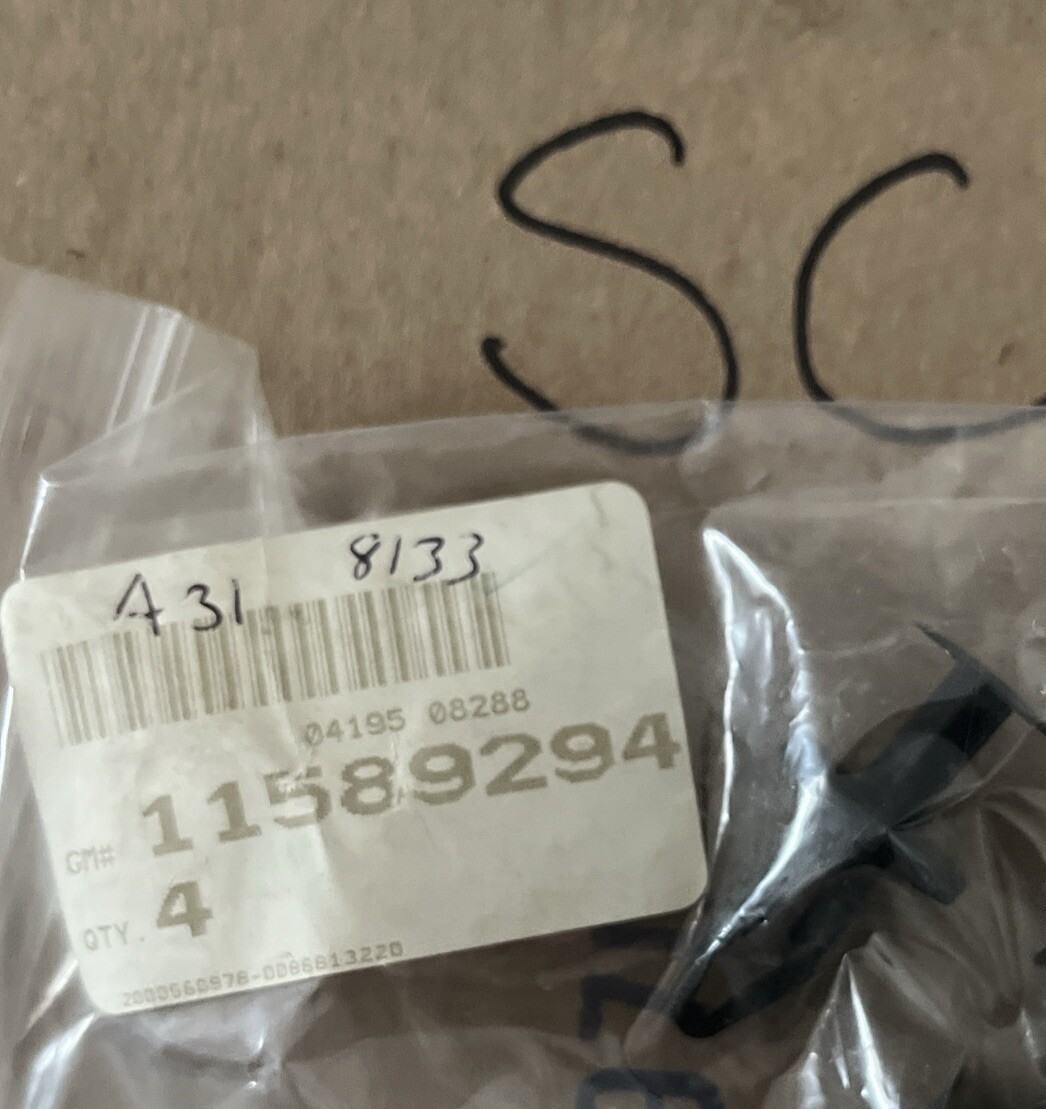 SC
A31 8133
04195 08288
GM# 11589294
QTY. 4
2000560978-0086813220